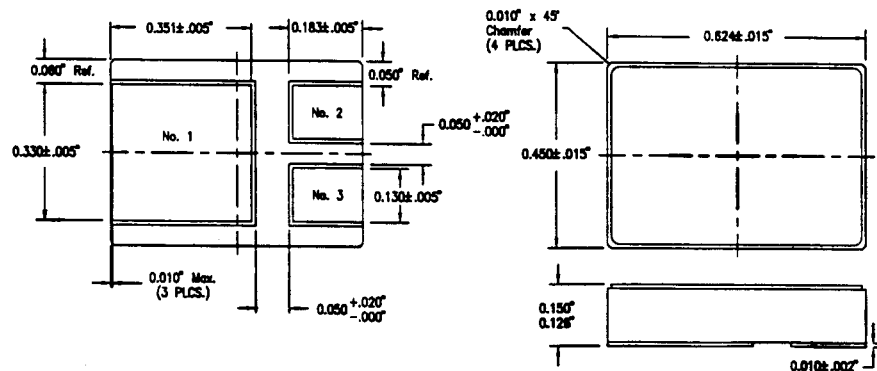 0.351±.005"
0.183±.005"
0.060" Ref.
0.050" Ref.
No. 1
No. 2
0.050 +.020"
-.000"
0.330±.005"
No. 3
0.130±.005"
0.010" Max.
(3 PLCS.)
0.050 +.020"
-.000"
0.010" x 45°
Chamfer
(4 PLCS.)
0.624±.015"
0.450±.015"
0.150"
0.126"
0.010±.002"